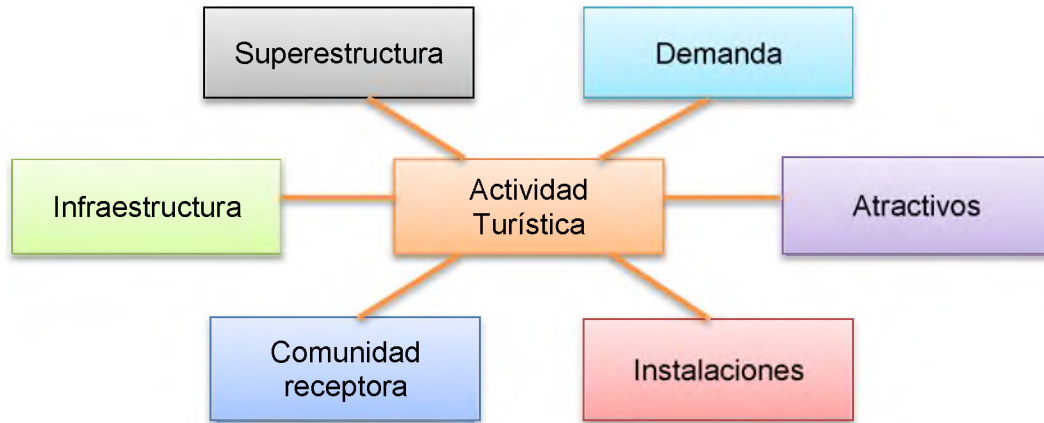 Superestructura
Demanda
Infraestructura
Actividad
Turística
Atractivos
Comunidad
receptora
Instalaciones